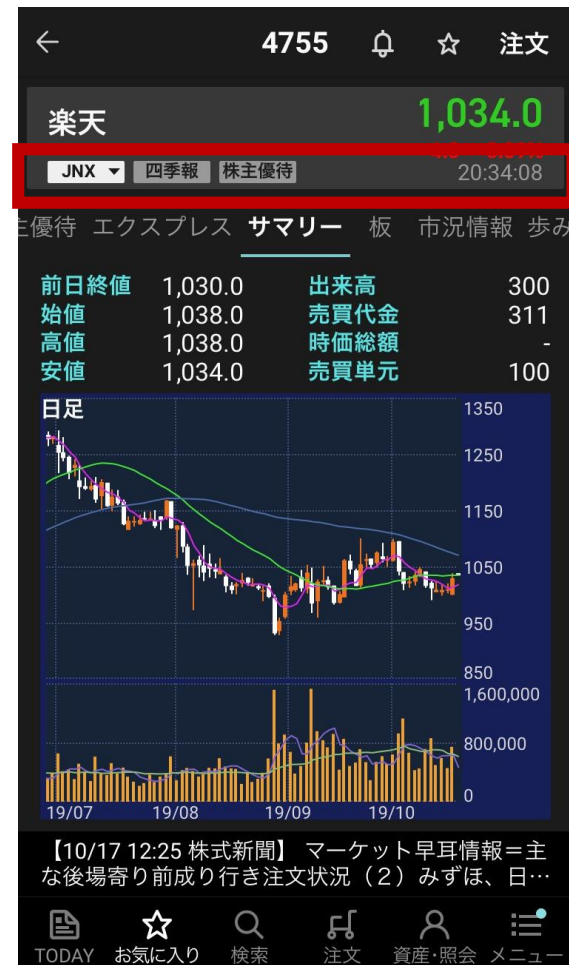 4755 注文
楽天 1,034.0
JNX 四季報 株主優待 20:34:08
主優待 エクスプレス サマリー 板 市況情報 歩み
前日終値 1,030.0 出来高 300
始値 1,038.0 売買代金 311
高値 1,038.0 時価総額 -
安値 1,034.0 売買単元 100
日足
1350
1250
1150
1050
950
850
1,600,000
800,000
0
19/07 19/08 19/09 19/10
【10/17 12:25 株式新聞】 マーケット早耳情報=主
な後場寄り前成り行き注文状況(2)みずほ、日…
TODAY お気に入り 検索 注文 資産・照会 メニュー